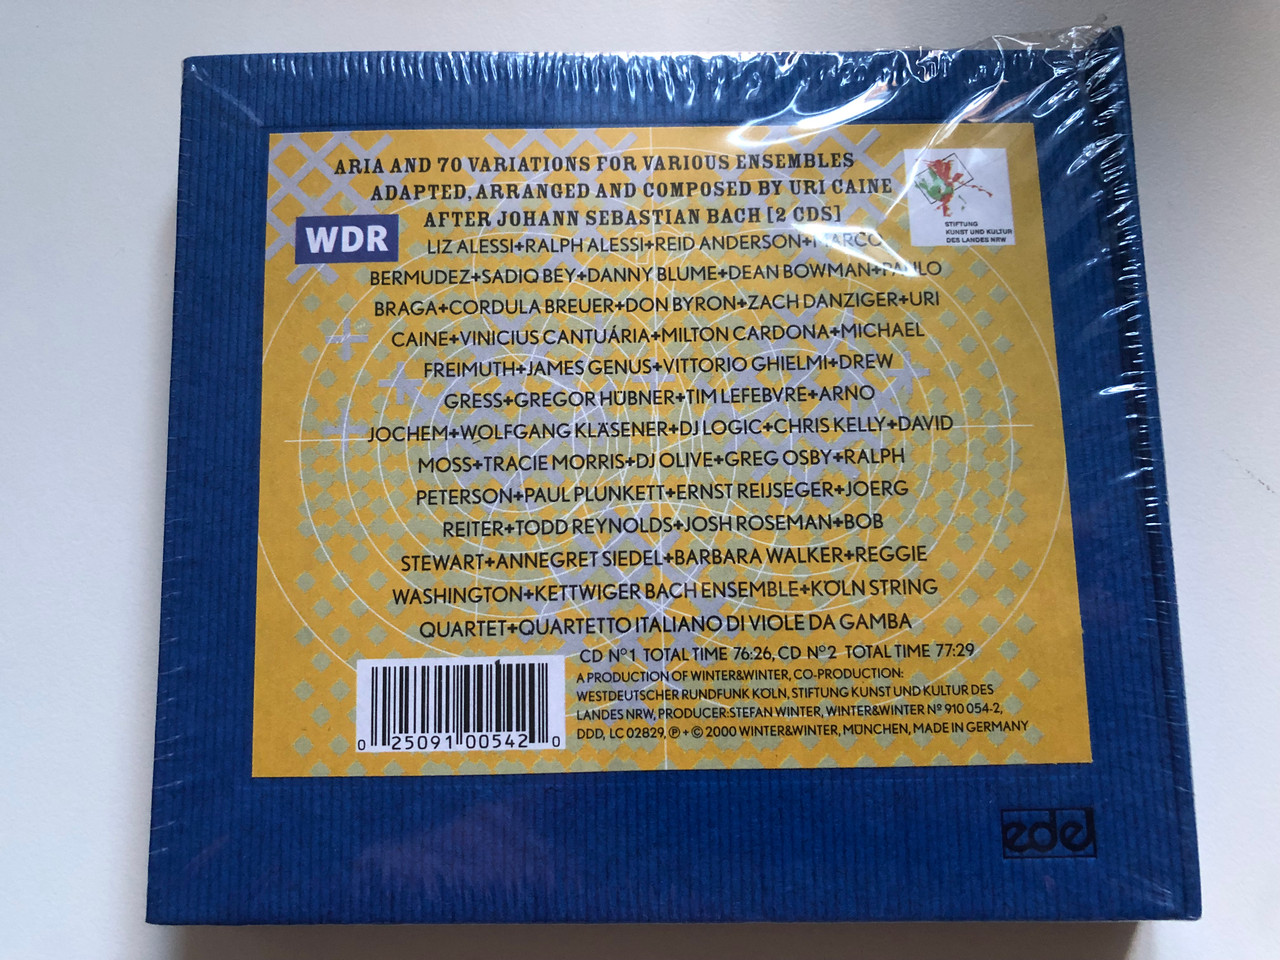 ARIA AND 70 VARIATIONS FOR VARIOUS ENSEMBLES
ADAPTED, ARRANGED AND COMPOSED BY URI CAINE
AFTER JOHANN SEBASTIAN BACH [2 CDS]
WDR
STIFTUNG
KUNST UND KULTUR
DES LANDES NRW
LIZ ALESSI+RALPH ALESSI+REID ANDERSON+MARCO
BERMUDEZ+SADIQ BEY+DANNY BLUME+DEAN BOWMAN+PAULO
BRAGA+CORDULA BREUER+DON BYRON+ZACH DANZIGER+URI
CAINE+VINICIUS CANTUÁRIA+MILTON CARDONA+MICHAEL
FREIMUTH+JAMES GENUS+VITTORIO GHIELMI+DREW
GRESS+GREGOR HÜBNER+TIM LEFEBVRE+ARNO
JOCHEM+WOLFGANG KLÄSENER+DJ LOGIC+CHRIS KELLY+DAVID
MOSS+TRACIE MORRIS+DJ OLIVE+GREG OSBY+RALPH
PETERSON+PAUL PLUNKETT+ERNST REIJSEGER+JOERG
REITER+TODD REYNOLDS+JOSH ROSEMAN+BOB
STEWART+ANNEGRET SIEDEL+BARBARA WALKER+REGGIE
WASHINGTON+KETTWIGER BACH ENSEMBLE+KÖLN STRING
QUARTET+QUARTETTO ITALIANO DI VIOLE DA GAMBA
CD Nº1 TOTAL TIME 76:26, CD Nº2 TOTAL TIME 77:29
A PRODUCTION OF WINTER&WINTER, CO-PRODUCTION:
WESTDEUTSCHER RUNDFUNK KÖLN, STIFTUNG KUNST UND KULTUR DES
LANDES NRW, PRODUCER: STEFAN WINTER, WINTER&WINTER Nº 910 054-2,
DDD, LC 02829, ℗ + © 2000 WINTER&WINTER, MÜNCHEN, MADE IN GERMANY
0 25091 00542 0
edel